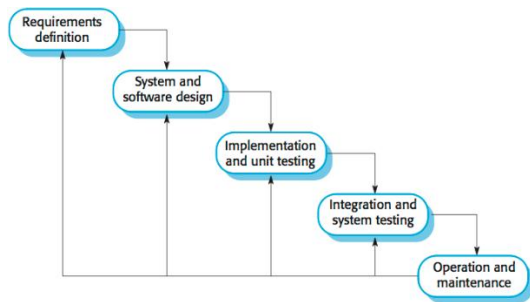 Requirements
definition
System and
software design
Implementation
and unit testing
Integration and
system testing
Operation and
maintenance